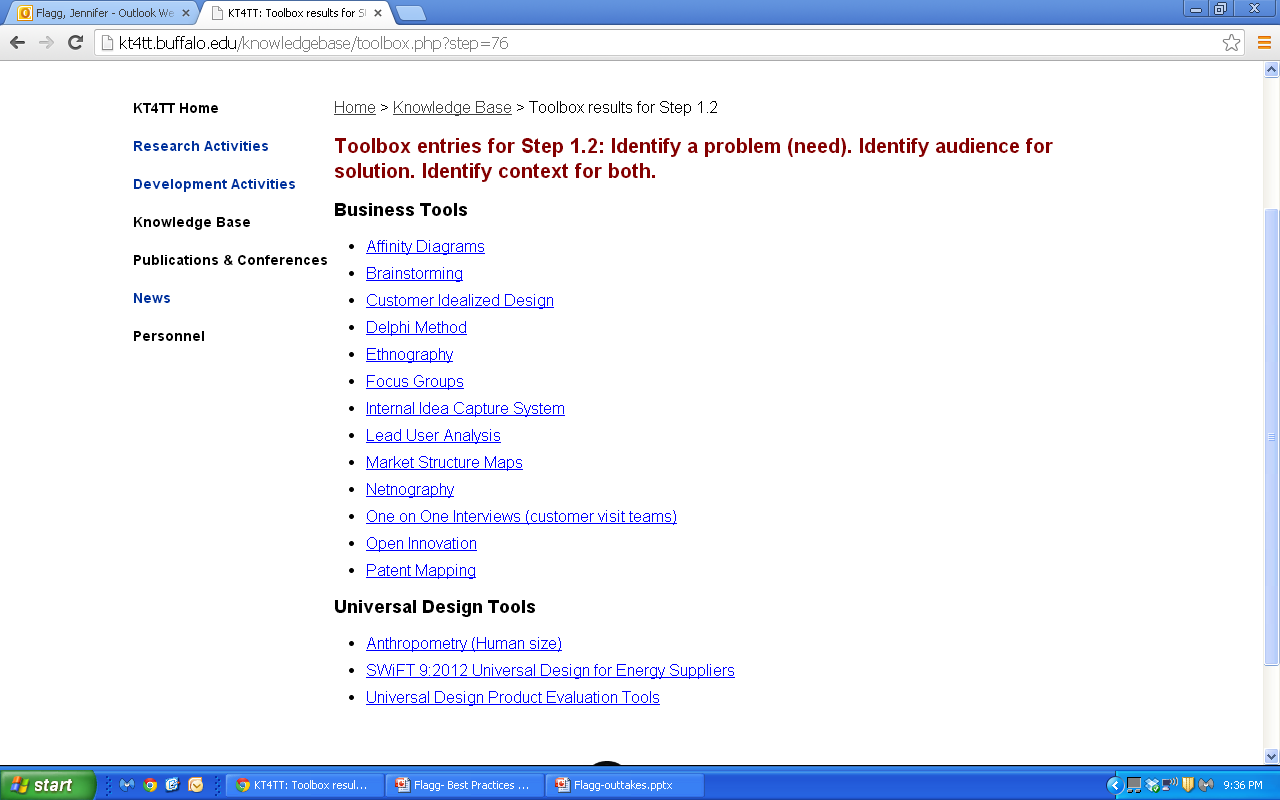 Flagg, Jennifer - Outlook We
KT4TT: Toolbox results for St
kt4tt.buffalo.edu/knowledgebase/toolbox.php?step=76
KT4TT Home
Research Activities
Development Activities
Knowledge Base
Publications & Conferences
News
Personnel
Home > Knowledge Base > Toolbox results for Step 1.2
Toolbox entries for Step 1.2: Identify a problem (need). Identify audience for
solution. Identify context for both.
Business Tools
• Affinity Diagrams
• Brainstorming
• Customer Idealized Design
• Delphi Method
• Ethnography
• Focus Groups
• Internal Idea Capture System
• Lead User Analysis
• Market Structure Maps
• Netnography
• One on One Interviews (customer visit teams)
• Open Innovation
• Patent Mapping
Universal Design Tools
• Anthropometry (Human size)
• SWiFT 9:2012 Universal Design for Energy Suppliers
• Universal Design Product Evaluation Tools
start
KT4TT: Toolbox resul...
Flagg- Best Practices ...
Flagg-outtakes.pptx
9:36 PM